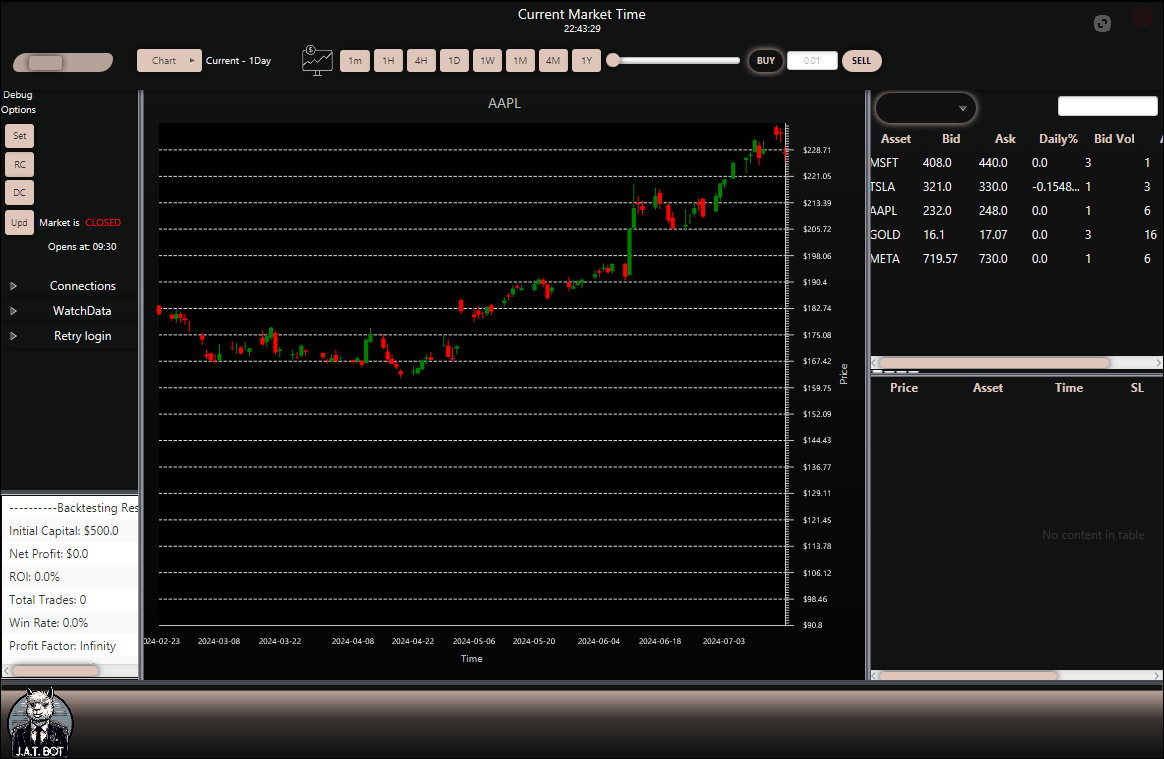 Current Market Time
22:43:29
Chart
Current - 1Day
1m
1H
4H
1D
1W
1M
4M
1Y
BUY
0.01
SELL
Debug
Options
Set
RC
DC
Upd
Market is CLOSED
Opens at: 09:30
Connections
WatchData
Retry login
----------Backtesting Res
Initial Capital: $500.0
Net Profit: $0.0
ROI: 0.0%
Total Trades: 0
Win Rate: 0.0%
Profit Factor: Infinity
AAPL
$228.71
$221.05
$213.39
$205.72
$198.06
$190.4
$182.74
$175.08
$167.42
$159.75
$152.09
$144.43
$136.77
$129.11
$121.45
$113.78
$106.12
$98.46
$90.8
Price
024-02-23 2024-03-08 2024-03-22 2024-04-08 2024-04-22 2024-05-06 2024-05-20 2024-06-04 2024-06-18 2024-07-03
Time
Asset Bid Ask Daily% Bid Vol A
MSFT 408.0 440.0 0.0 3 1
TSLA 321.0 330.0 -0.1548... 1 3
AAPL 232.0 248.0 0.0 1 6
GOLD 16.1 17.07 0.0 3 16
META 719.57 730.0 0.0 1 6
Price Asset Time SL
No content in table
J.A.T. BOT